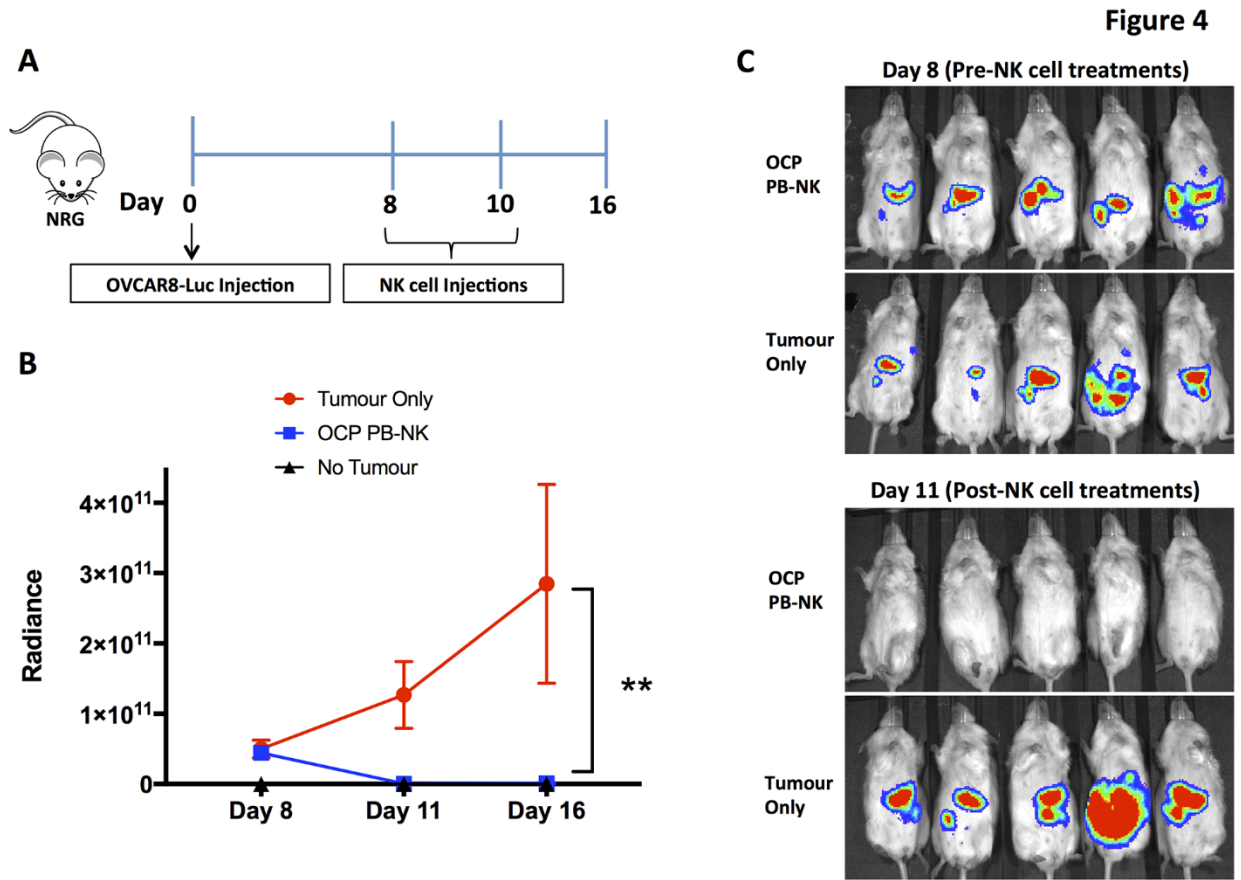 Figure 4
A
NRG
Day 0 8 10 16
OVCAR8-Luc Injection
NK cell Injections
B
Tumour Only
OCP PB-NK
No Tumour
Radiance
4×10¹¹
3×10¹¹
2×10¹¹
1×10¹¹
0
**
Day 8 Day 11 Day 16
C
Day 8 (Pre-NK cell treatments)
OCP
PB-NK
Tumour
Only
Day 11 (Post-NK cell treatments)
OCP
PB-NK
Tumour
Only